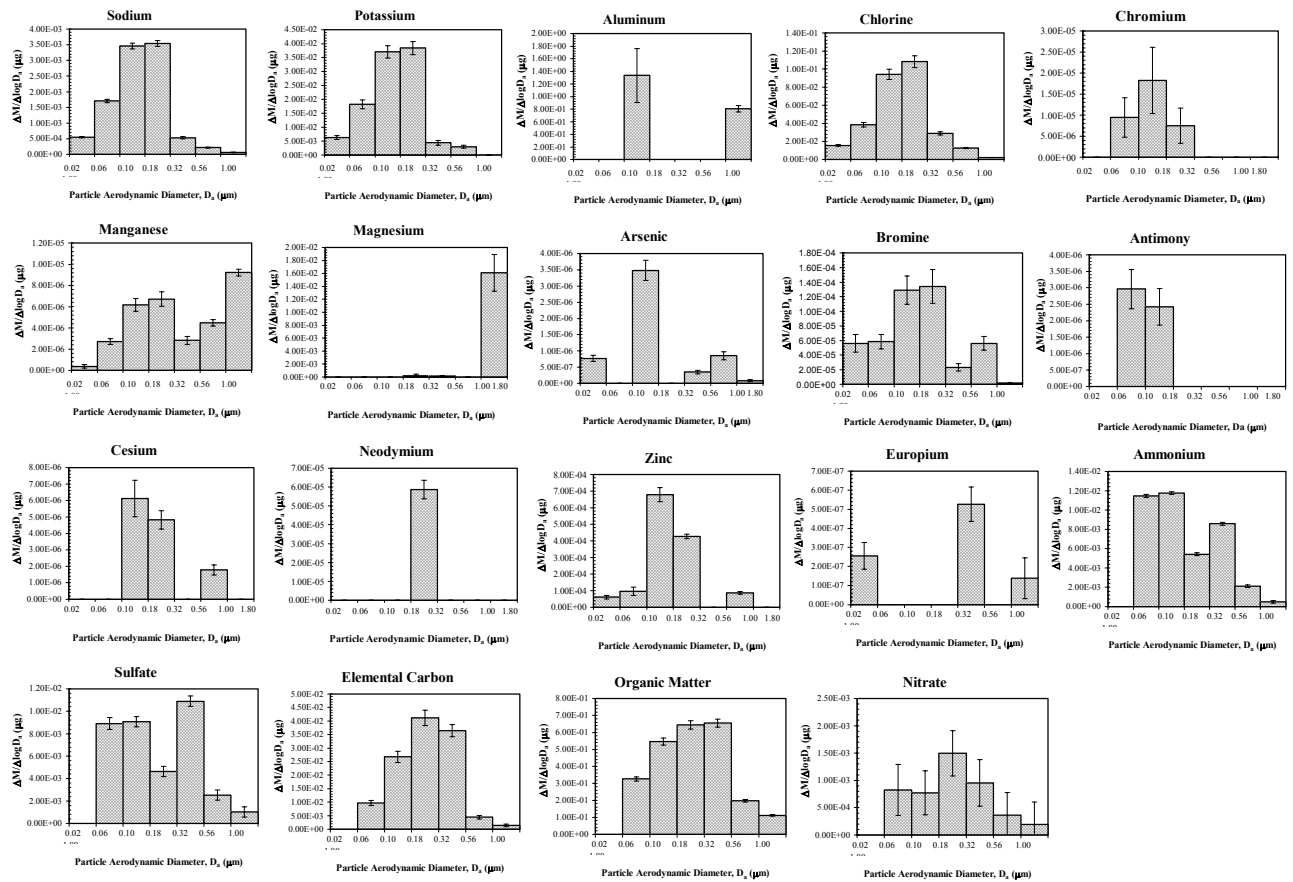 Sodium
ΔM/ΔlogDa (μg)
4.00E-03
3.50E-03
3.00E-03
2.50E-03
2.00E-03
1.50E-03
1.00E-03
5.00E-04
0.00E+00
0.02 0.06 0.10 0.18 0.32 0.56 1.00
Particle Aerodynamic Diameter, Da (μm)
Potassium
ΔM/ΔlogDa (μg)
4.50E-02
4.00E-02
3.50E-02
3.00E-02
2.50E-02
2.00E-02
1.50E-02
1.00E-02
5.00E-03
0.00E+00
0.02 0.06 0.10 0.18 0.32 0.56 1.00
Particle Aerodynamic Diameter, Da (μm)
Aluminum
ΔM/ΔlogDa (μg)
2.00E+00
1.80E+00
1.60E+00
1.40E+00
1.20E+00
1.00E+00
8.00E-01
6.00E-01
4.00E-01
2.00E-01
0.00E+00
0.02 0.06 0.10 0.18 0.32 0.56 1.00
Particle Aerodynamic Diameter, Da (μm)
Chlorine
ΔM/ΔlogDa (μg)
1.40E-01
1.20E-01
1.00E-01
8.00E-02
6.00E-02
4.00E-02
2.00E-02
0.00E+00
0.02 0.06 0.10 0.18 0.32 0.56 1.00
Particle Aerodynamic Diameter, Da (μm)
Chromium
ΔM/ΔlogDa (μg)
3.00E-05
2.50E-05
2.00E-05
1.50E-05
1.00E-05
5.00E-06
0.00E+00
0.02 0.06 0.10 0.18 0.32 0.56 1.00 1.80
Particle Aerodynamic Diameter, Da (μm)
Manganese
ΔM/ΔlogDa (μg)
1.20E-05
1.00E-05
8.00E-06
6.00E-06
4.00E-06
2.00E-06
0.00E+00
0.02 0.06 0.10 0.18 0.32 0.56 1.00
Particle Aerodynamic Diameter, Da (μm)
Magnesium
ΔM/ΔlogDa (μg)
2.00E-02
1.80E-02
1.60E-02
1.40E-02
1.20E-02
1.00E-02
8.00E-03
6.00E-03
4.00E-03
2.00E-03
0.00E+00
0.02 0.06 0.10 0.18 0.32 0.56 1.00 1.80
Particle Aerodynamic Diameter, Da (μm)
Arsenic
ΔM/ΔlogDa (μg)
4.00E-06
3.50E-06
3.00E-06
2.50E-06
2.00E-06
1.50E-06
1.00E-06
5.00E-07
0.00E+00
0.02 0.06 0.10 0.18 0.32 0.56 1.00 1.80
Particle Aerodynamic Diameter, Da (μm)
Bromine
ΔM/ΔlogDa (μg)
1.80E-04
1.60E-04
1.40E-04
1.20E-04
1.00E-04
8.00E-05
6.00E-05
4.00E-05
2.00E-05
0.00E+00
0.02 0.06 0.10 0.18 0.32 0.56 1.00
Particle Aerodynamic Diameter, Da (μm)
Antimony
ΔM/ΔlogDa (μg)
4.00E-06
3.50E-06
3.00E-06
2.50E-06
2.00E-06
1.50E-06
1.00E-06
5.00E-07
0.00E+00
0.02 0.06 0.10 0.18 0.32 0.56 1.00 1.80
Particle Aerodynamic Diameter, Da (μm)
Cesium
ΔM/ΔlogDa (μg)
8.00E-06
7.00E-06
6.00E-06
5.00E-06
4.00E-06
3.00E-06
2.00E-06
1.00E-06
0.00E+00
0.02 0.06 0.10 0.18 0.32 0.56 1.00 1.80
Particle Aerodynamic Diameter, Da (μm)
Neodymium
ΔM/ΔlogDa (μg)
7.00E-05
6.00E-05
5.00E-05
4.00E-05
3.00E-05
2.00E-05
1.00E-05
0.00E+00
0.02 0.06 0.10 0.18 0.32 0.56 1.00 1.80
Particle Aerodynamic Diameter, Da (μm)
Zinc
ΔM/ΔlogDa (μg)
8.00E-04
7.00E-04
6.00E-04
5.00E-04
4.00E-04
3.00E-04
2.00E-04
1.00E-04
0.00E+00
0.02 0.06 0.10 0.18 0.32 0.56 1.00 1.80
Particle Aerodynamic Diameter, Da (μm)
Europium
ΔM/ΔlogDa (μg)
7.00E-07
6.00E-07
5.00E-07
4.00E-07
3.00E-07
2.00E-07
1.00E-07
0.00E+00
0.02 0.06 0.10 0.18 0.32 0.56 1.00
Particle Aerodynamic Diameter, Da (μm)
Ammonium
ΔM/ΔlogDa (μg)
1.40E-02
1.20E-02
1.00E-02
8.00E-03
6.00E-03
4.00E-03
2.00E-03
0.00E+00
0.02 0.06 0.10 0.18 0.32 0.56 1.00
Particle Aerodynamic Diameter, Da (μm)
Sulfate
ΔM/ΔlogDa (μg)
1.20E-02
1.00E-02
8.00E-03
6.00E-03
4.00E-03
2.00E-03
0.00E+00
0.02 0.06 0.10 0.18 0.32 0.56 1.00
Particle Aerodynamic Diameter, Da (μm)
Elemental Carbon
ΔM/ΔlogDa (μg)
5.00E-02
4.50E-02
4.00E-02
3.50E-02
3.00E-02
2.50E-02
2.00E-02
1.50E-02
1.00E-02
5.00E-03
0.00E+00
0.02 0.06 0.10 0.18 0.32 0.56 1.00
Particle Aerodynamic Diameter, Da (μm)
Organic Matter
ΔM/ΔlogDa (μg)
8.00E-01
7.00E-01
6.00E-01
5.00E-01
4.00E-01
3.00E-01
2.00E-01
1.00E-01
0.00E+00
0.02 0.06 0.10 0.18 0.32 0.56 1.00
Particle Aerodynamic Diameter, Da (μm)
Nitrate
ΔM/ΔlogDa (μg)
2.50E-03
2.00E-03
1.50E-03
1.00E-03
5.00E-04
0.00E+00
0.02 0.06 0.10 0.18 0.32 0.56 1.00
Particle Aerodynamic Diameter, Da (μm)